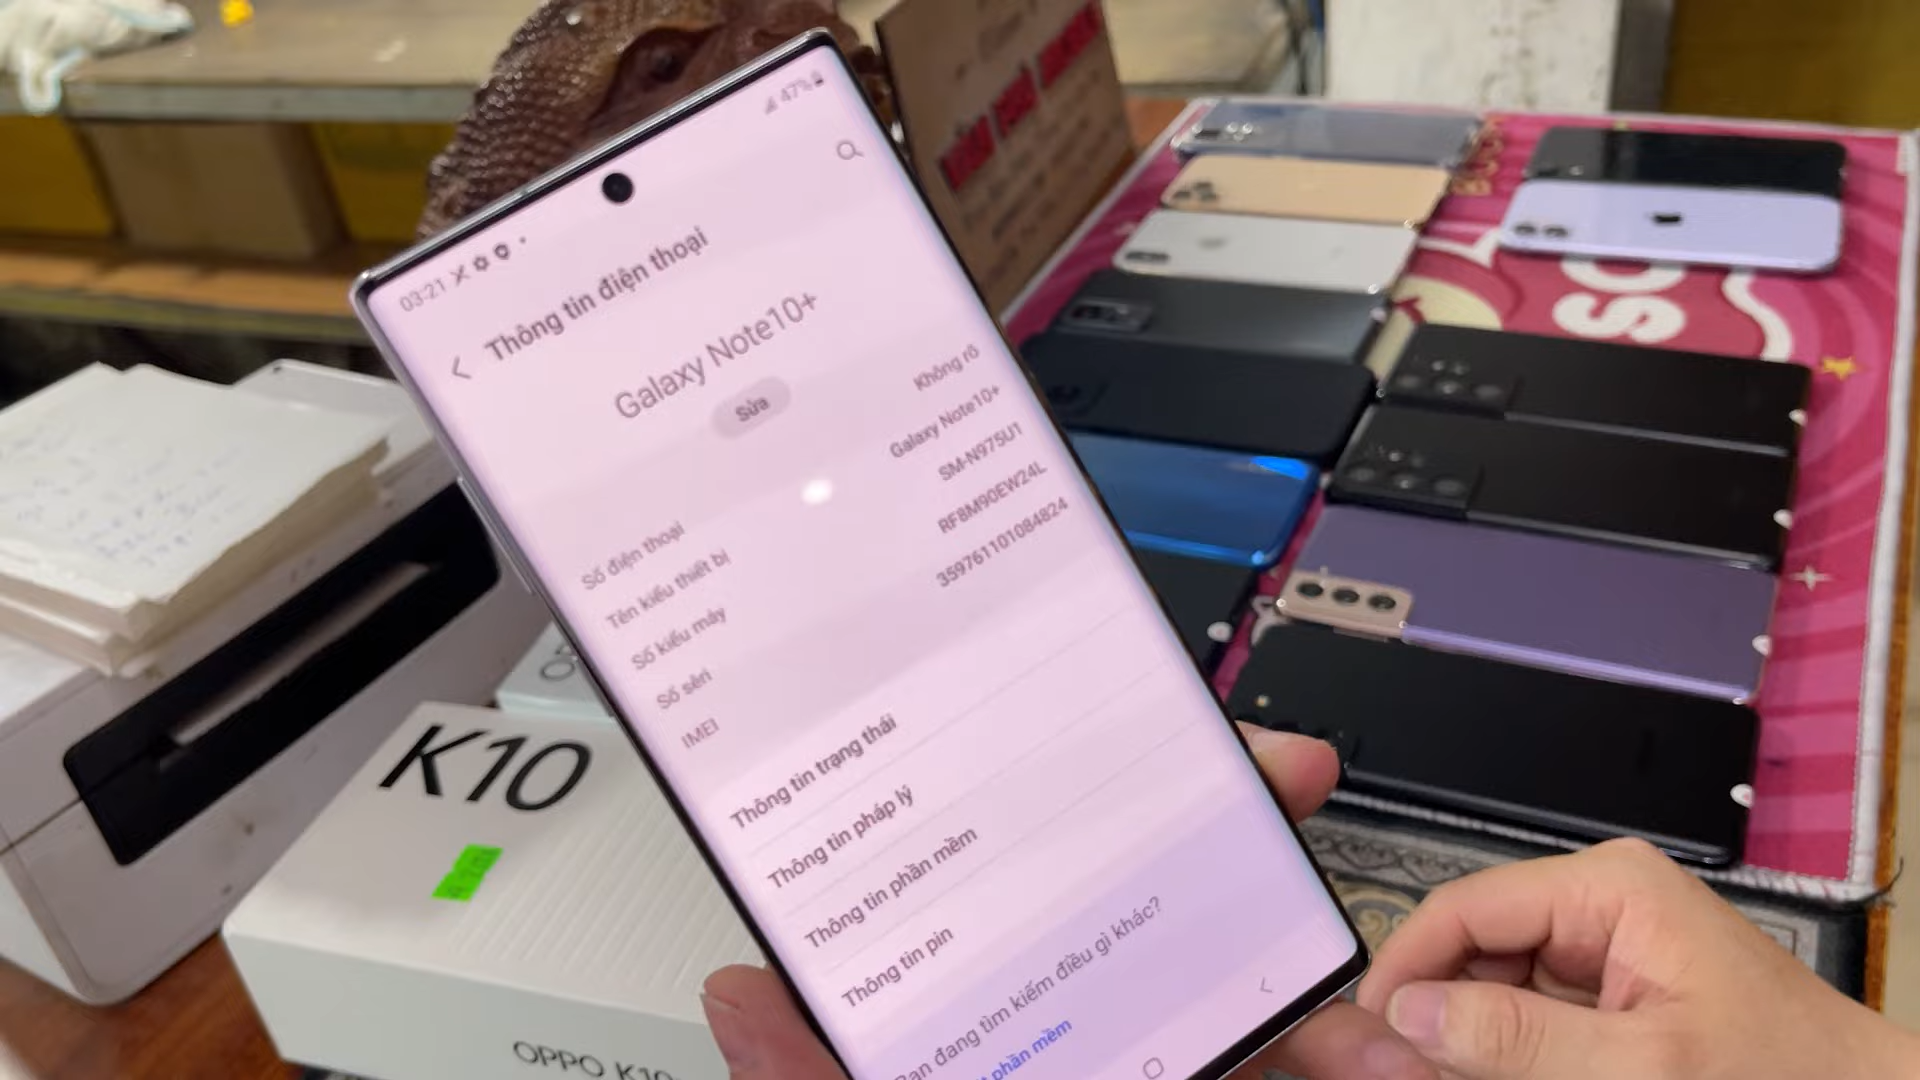 03:21
47%
Thông tin điện thoại
Galaxy Note10+
Sửa
Số điện thoại
Không rõ
Tên kiểu thiết bị
Galaxy Note10+
Số kiểu máy
SM-N975U1
Số sêri
RF8M90EW24L
IMEI
359761101084824
Thông tin trạng thái
Thông tin pháp lý
Thông tin phần mềm
Thông tin pin
Bạn đang tìm kiếm điều gì khác?
phần mềm
K10
OPPO K10